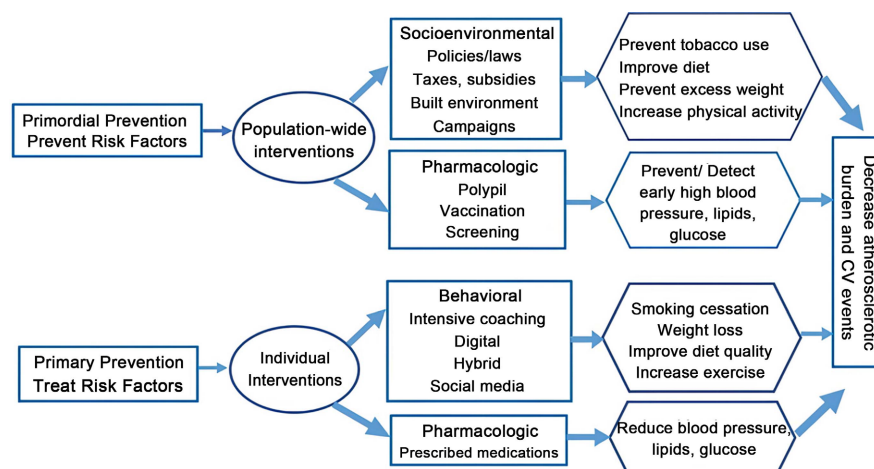 Primordial Prevention
Prevent Risk Factors
Population-wide
interventions
Socioenvironmental
Policies/laws
Taxes, subsidies
Built environment
Campaigns
Prevent tobacco use
Improve diet
Prevent excess weight
Increase physical activity
Pharmacologic
Polypil
Vaccination
Screening
Prevent/ Detect
early high blood
pressure, lipids,
glucose
Primary Prevention
Treat Risk Factors
Individual
Interventions
Behavioral
Intensive coaching
Digital
Hybrid
Social media
Smoking cessation
Weight loss
Improve diet quality
Increase exercise
Pharmacologic
Prescribed medications
Reduce blood pressure,
lipids, glucose
Decrease atnerosclerotic
burden and CV events